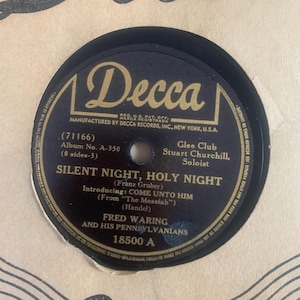 Decca
REG. U.S. PAT. OFF.
MANUFACTURED BY DECCA RECORDS, INC., NEW YORK, U.S.A.
(71166)
Album No. A-350
(8 sides-3)
Glee Club
Stuart Churchill,
Soloist
SILENT NIGHT, HOLY NIGHT
(Franz Gruber)
Introducing: COME UNTO HIM
(From "The Messiah")
(Handel)
FRED WARING
AND HIS PENNSYLVANIANS
18500 A